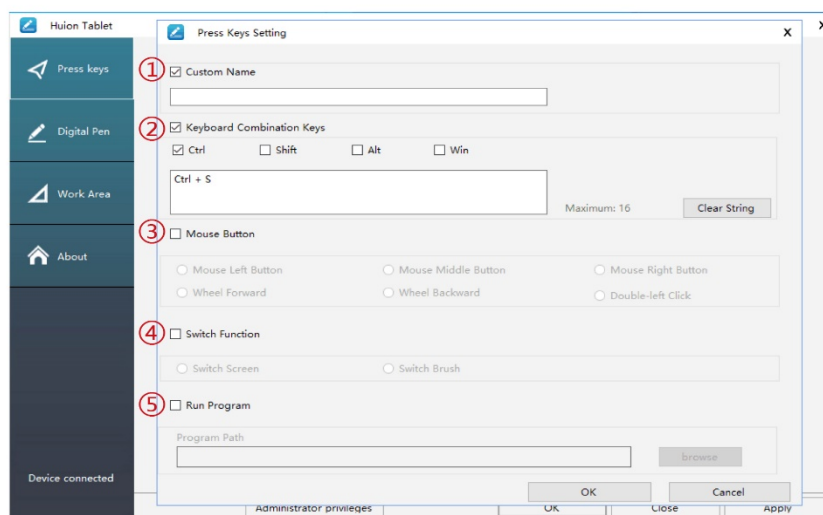 Huion Tablet
x
Press Keys Setting
x
Press keys
① Custom Name
② Keyboard Combination Keys
Digital Pen
Ctrl Shift Alt Win
Ctrl + S
Maximum: 16 Clear String
Work Area
③ Mouse Button
About
Mouse Left Button Mouse Middle Button Mouse Right Button
Wheel Forward Wheel Backward Double-left Click
④ Switch Function
Switch Screen Switch Brush
⑤ Run Program
Program Path
browse
Device connected
OK Cancel
Administrator privileges OK Close Apply